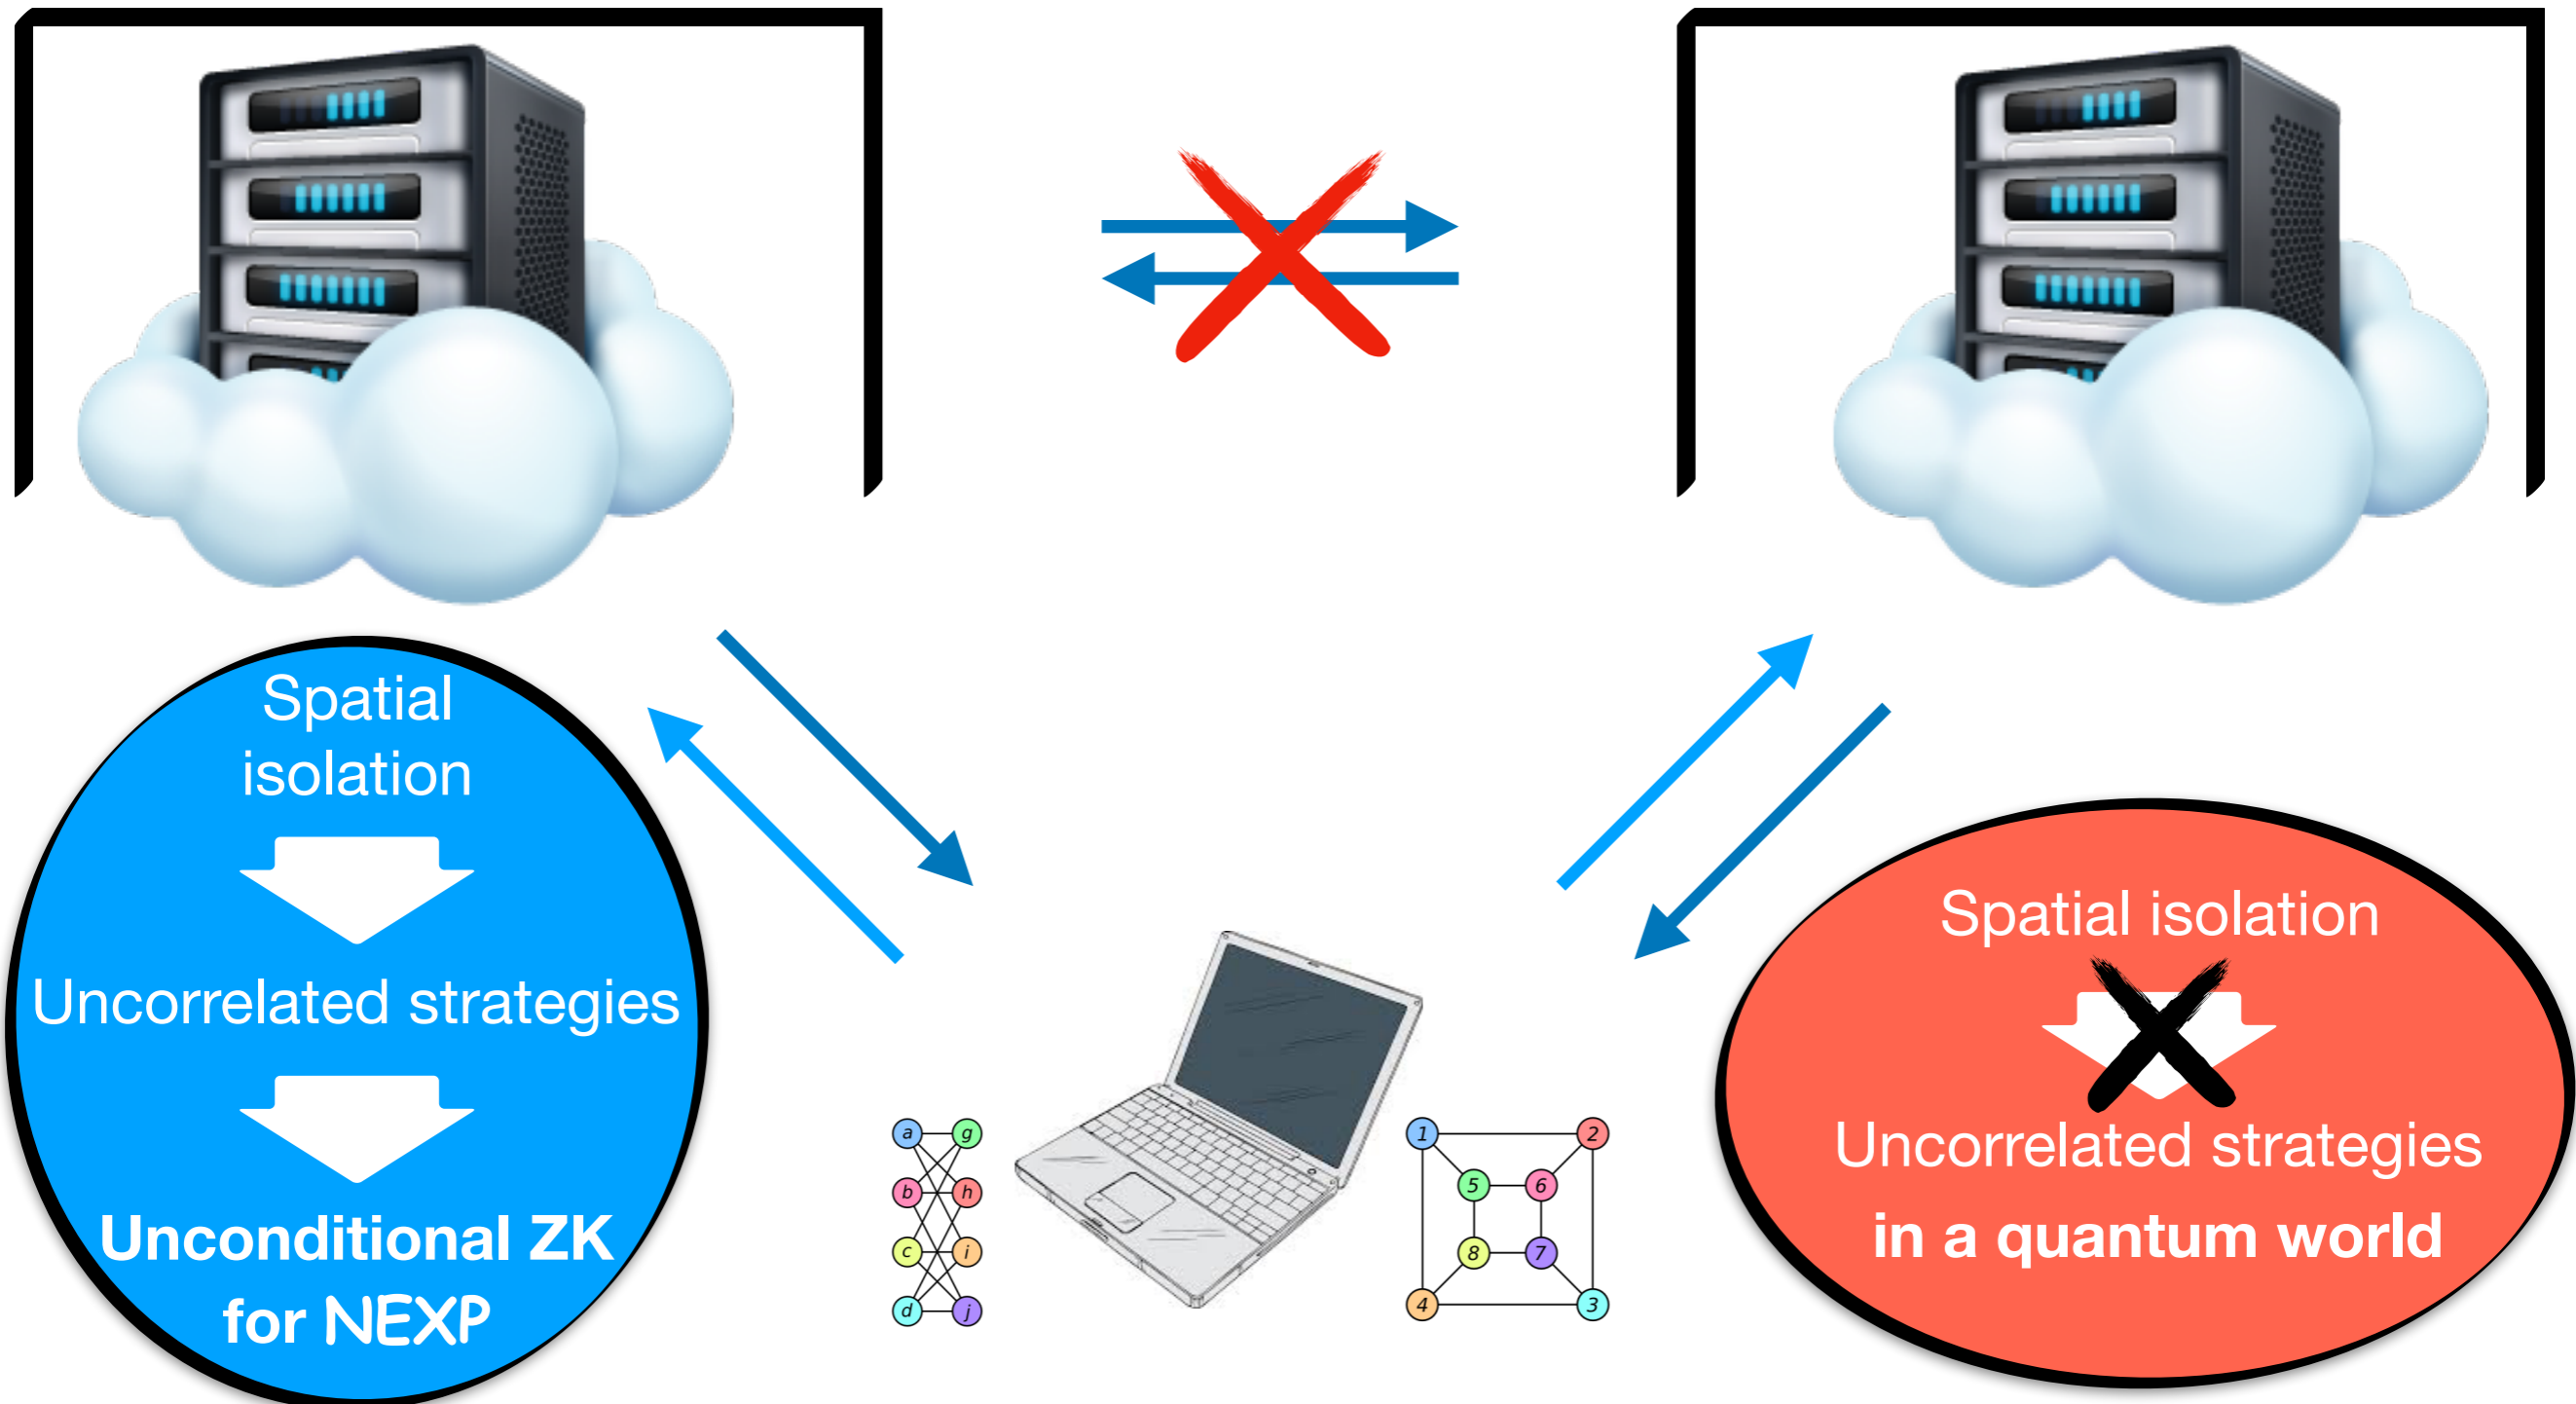 Spatial
isolation
Uncorrelated strategies
Unconditional ZK
for NEXP
a g
b h
c i
d j
1 2
5 6
8 7
4 3
Spatial isolation
Uncorrelated strategies
in a quantum world